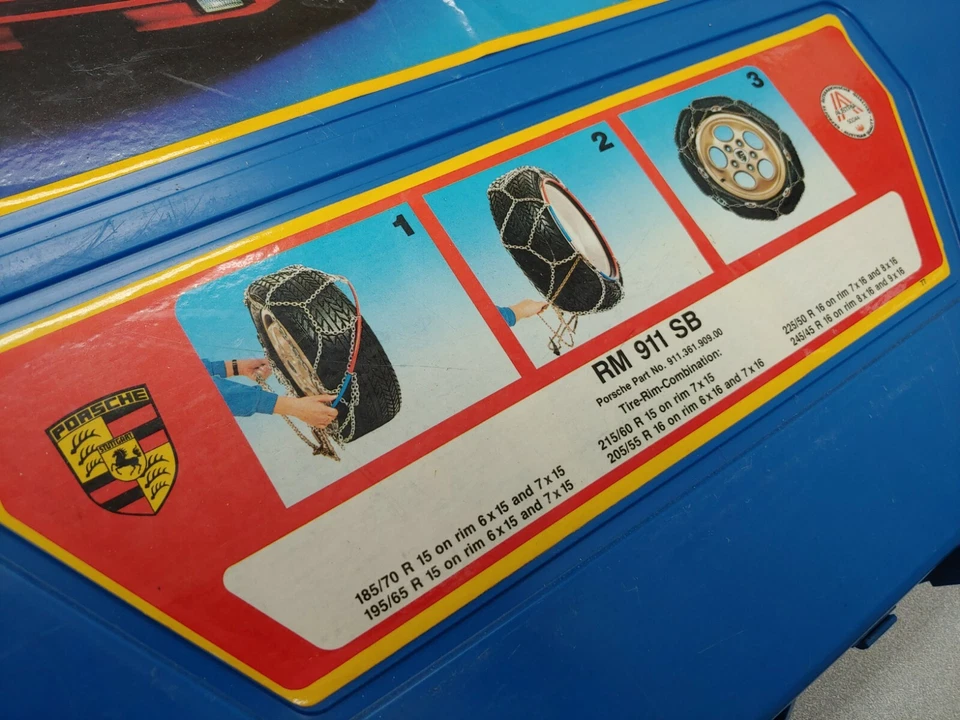 1
2
3
PORSCHE
STUTTGART
RM 911 SB
Porsche Part No. 911.361.909.00
Tire-Rim-Combination:
185/70 R 15 on rim 6 x 15 and 7 x 15
195/65 R 15 on rim 6 x 15 and 7 x 15
215/60 R 15 on rim 7 x 15
205/55 R 16 on rim 6 x 16 and 7 x 16
225/50 R 16 on rim 7 x 16 and 8 x 16
245/45 R 16 on rim 8 x 16 and 9 x 16